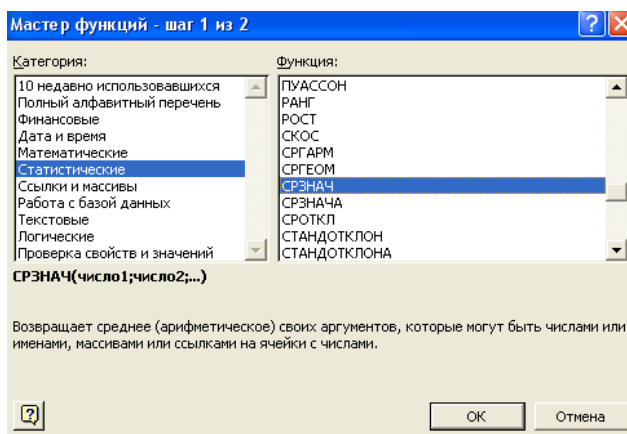 Мастер функций - шаг 1 из 2
Категория:
Функция:
10 недавно использовавшихся
Полный алфавитный перечень
Финансовые
Дата и время
Математические
Статистические
Ссылки и массивы
Работа с базой данных
Текстовые
Логические
Проверка свойств и значений
ПУАССОН
РАНГ
РОСТ
СКОС
СРГАРМ
СРГЕОМ
СРЗНАЧ
СРЗНАЧА
СРОТКЛ
СТАНДОТКЛОН
СТАНДОТКЛОНА
СРЗНАЧ(число1;число2;...)
Возвращает среднее (арифметическое) своих аргументов, которые могут быть числами или
именами, массивами или ссылками на ячейки с числами.
ОК
Отмена